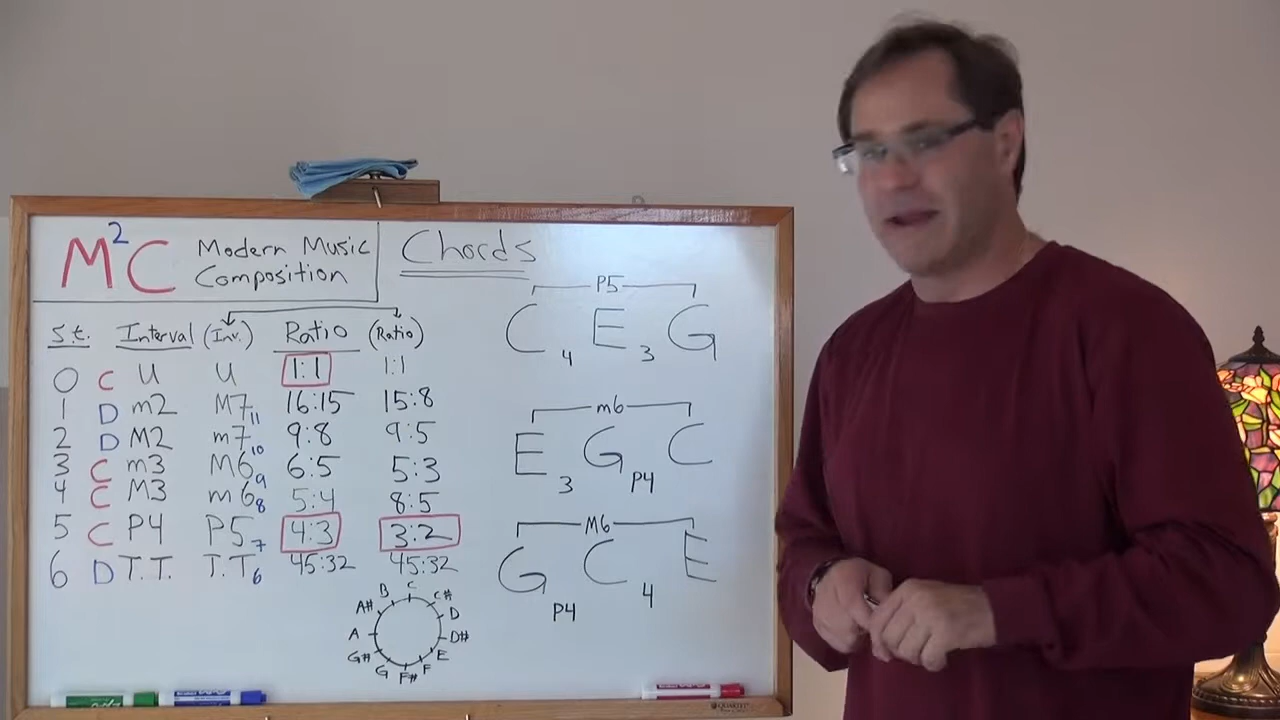 M²C Modern Music Composition
Chords
s.t. Interval (Inv.) Ratio (Ratio)
0 C U U 1:1 1:1
1 D m2 M7 11 16:15 15:8
2 D M2 m7 10 9:8 9:5
3 C m3 M6 9 6:5 5:3
4 C M3 m6 8 5:4 8:5
5 C P4 P5 7 4:3 3:2
6 D T.T. T.T 6 45:32 45:32
C C# D D# E F F# G G# A A# B
P5
C 4 E 3 G
m6
E 3 G P4 C
M6
G P4 C 4 E